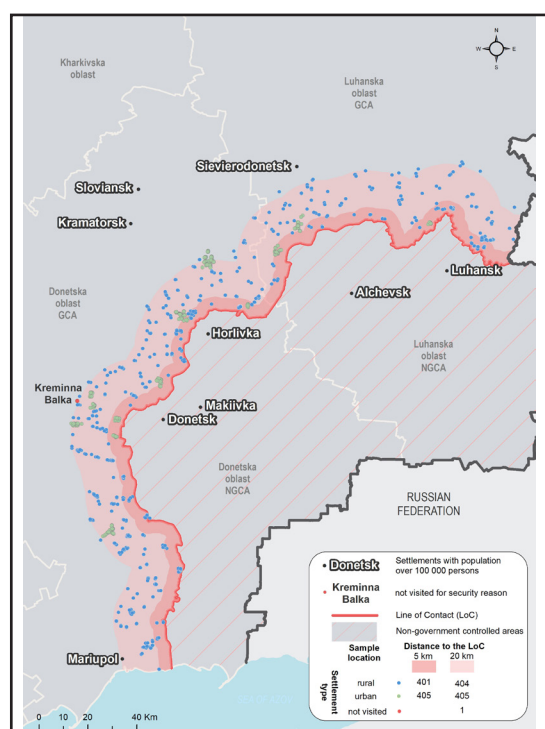 N
W E
S
Kharkivska
oblast
Luhanska
oblast
GCA
Sievierodonetsk
Sloviansk
Kramatorsk
Luhansk
Donetska
oblast
GCA
Alchevsk
Horlivka
Luhanska
oblast
NGCA
Kreminna
Balka
Makiivka
Donetsk
Donetska
oblast
NGCA
RUSSIAN
FEDERATION
Mariupol
Donetsk
Settlements with population
over 100 000 persons
Kreminna
Balka
not visited for security reason
Line of Contact (LoC)
Non-government controlled areas
Sample
location
Distance to the LoC
5 km 20 km
Settlement
type
rural 401 404
urban 405 405
not visited 1
0 10 20 40 Km